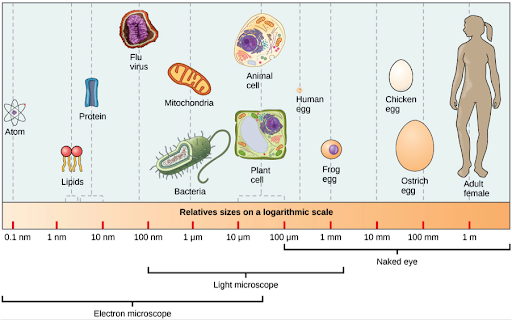 Flu
virus
Animal
cell
Mitochondria
Human
egg
Chicken
egg
Protein
Atom
Lipids
Bacteria
Plant
cell
Frog
egg
Ostrich
egg
Adult
female
Relatives sizes on a logarithmic scale
0.1 nm 1 nm 10 nm 100 nm 1 µm 10 µm 100 µm 1 mm 10 mm 100 mm 1 m
Naked eye
Light microscope
Electron microscope